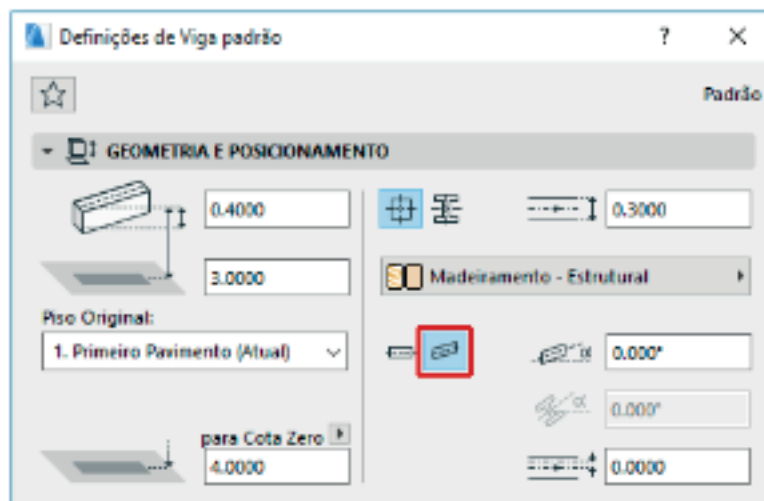 Definições de Viga padrão ? ×
Padrão
GEOMETRIA E POSICIONAMENTO
0.4000
3.0000
Piso Original:
1. Primeiro Pavimento (Atual)
para Cota Zero
4.0000
0.3000
Madeiramento - Estrutural
α 0.000°
α 0.000°
0.0000